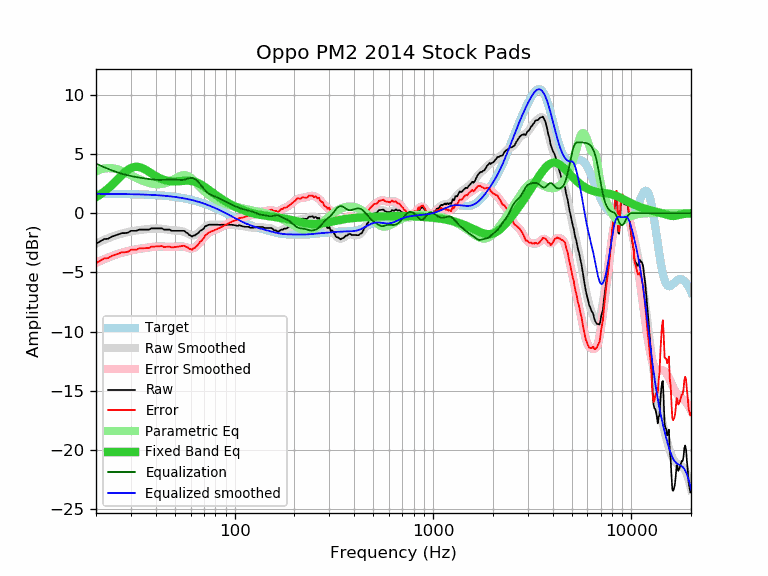 Oppo PM2 2014 Stock Pads
Amplitude (dBr)
10
5
0
−5
−10
−15
−20
−25
Target
Raw Smoothed
Error Smoothed
Raw
Error
Parametric Eq
Fixed Band Eq
Equalization
Equalized smoothed
100
1000
10000
Frequency (Hz)